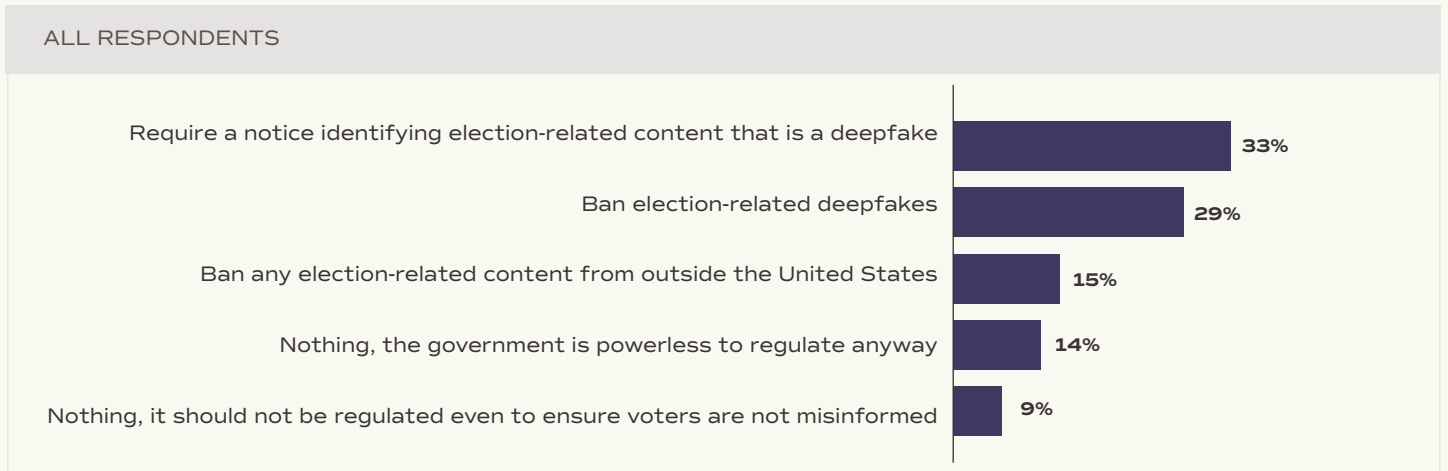 ALL RESPONDENTS
Require a notice identifying election-related content that is a deepfake
33%
Ban election-related deepfakes
29%
Ban any election-related content from outside the United States
15%
Nothing, the government is powerless to regulate anyway
14%
Nothing, it should not be regulated even to ensure voters are not misinformed
9%